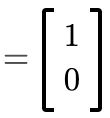 = [ 1
0 ]